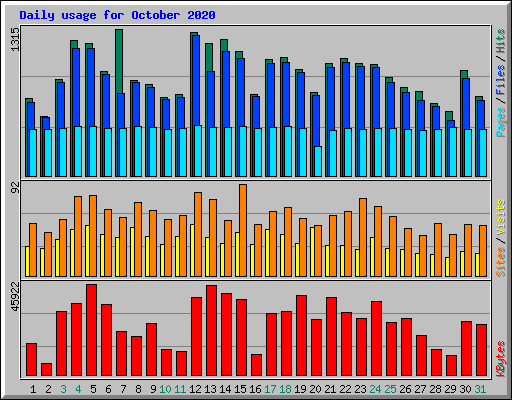 Daily usage for October 2020
1315
Pages / Files / Hits
92
Sites / Visits
45922
KBytes
1 2 3 4 5 6 7 8 9 10 11 12 13 14 15 16 17 18 19 20 21 22 23 24 25 26 27 28 29 30 31